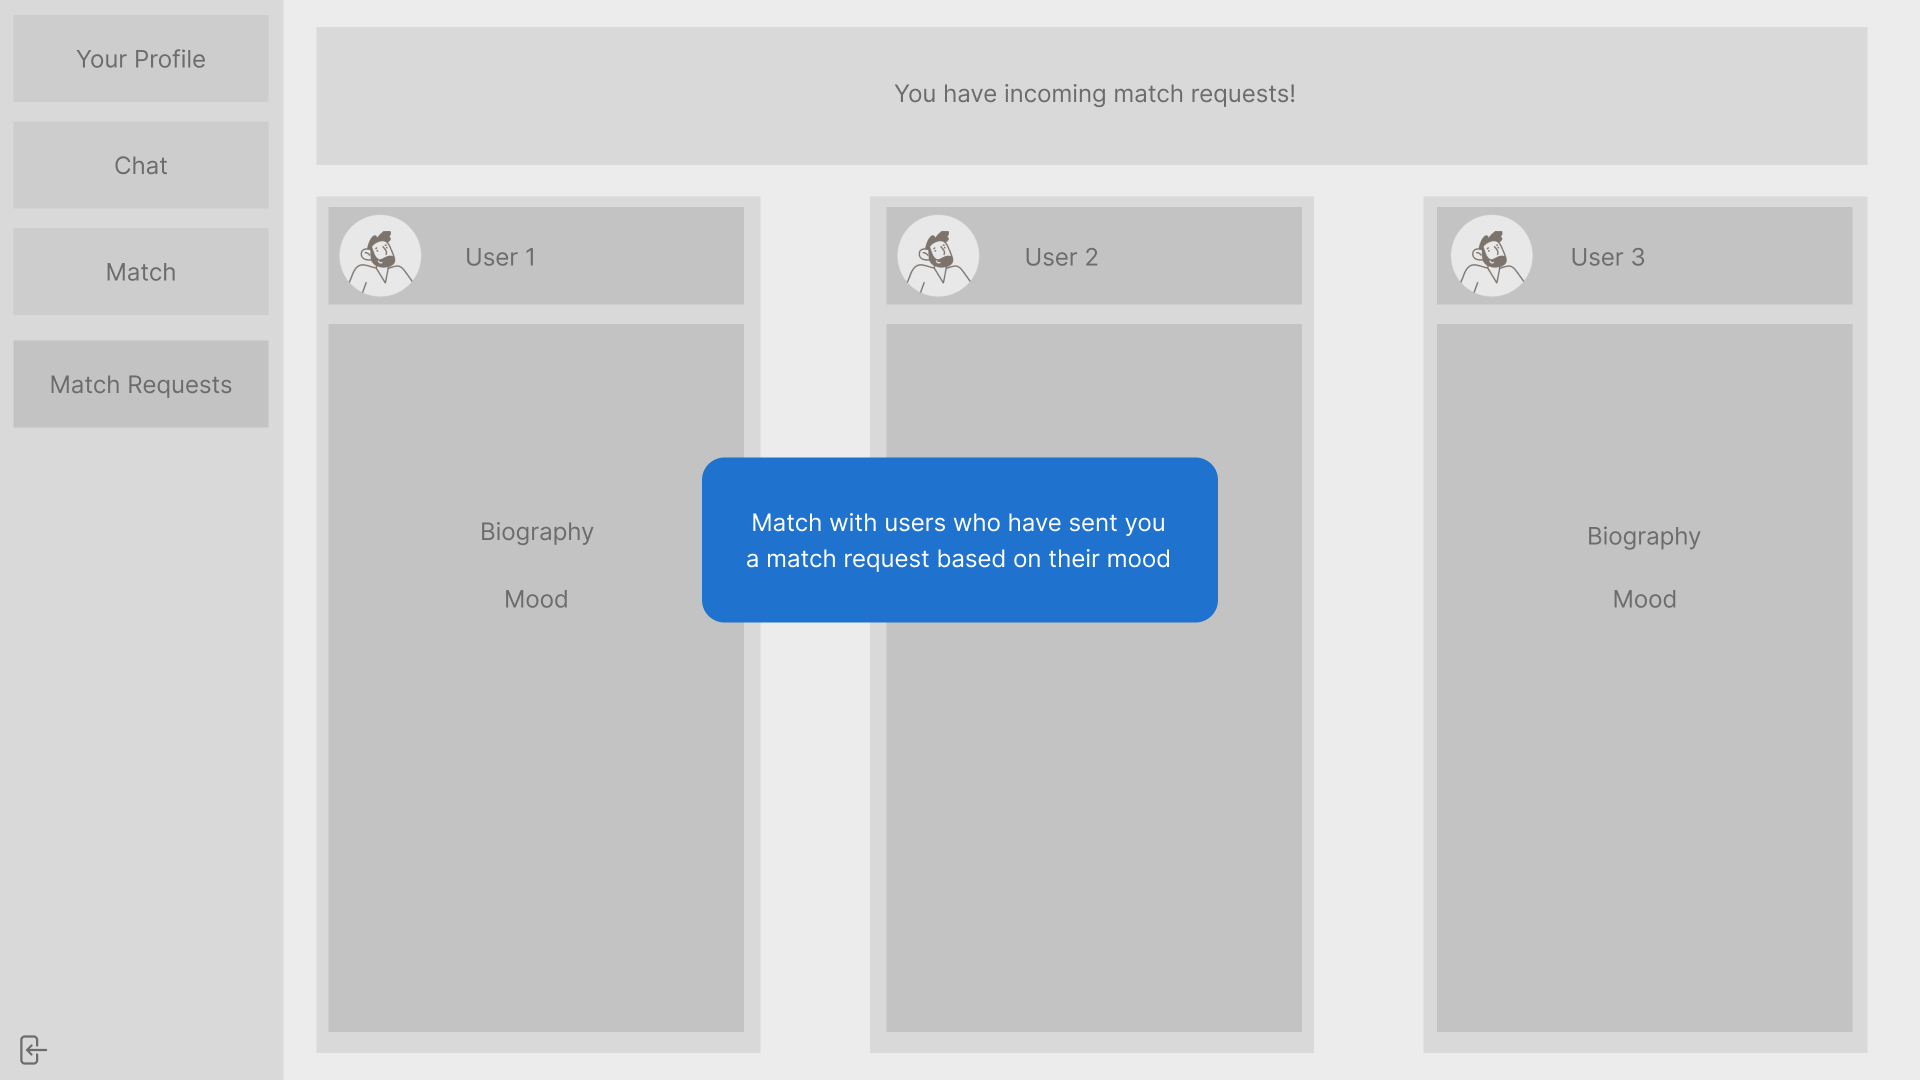 Your Profile
Chat
Match
Match Requests
You have incoming match requests!
User 1
Biography
Mood
User 2
Match with users who have sent you
a match request based on their mood
User 3
Biography
Mood